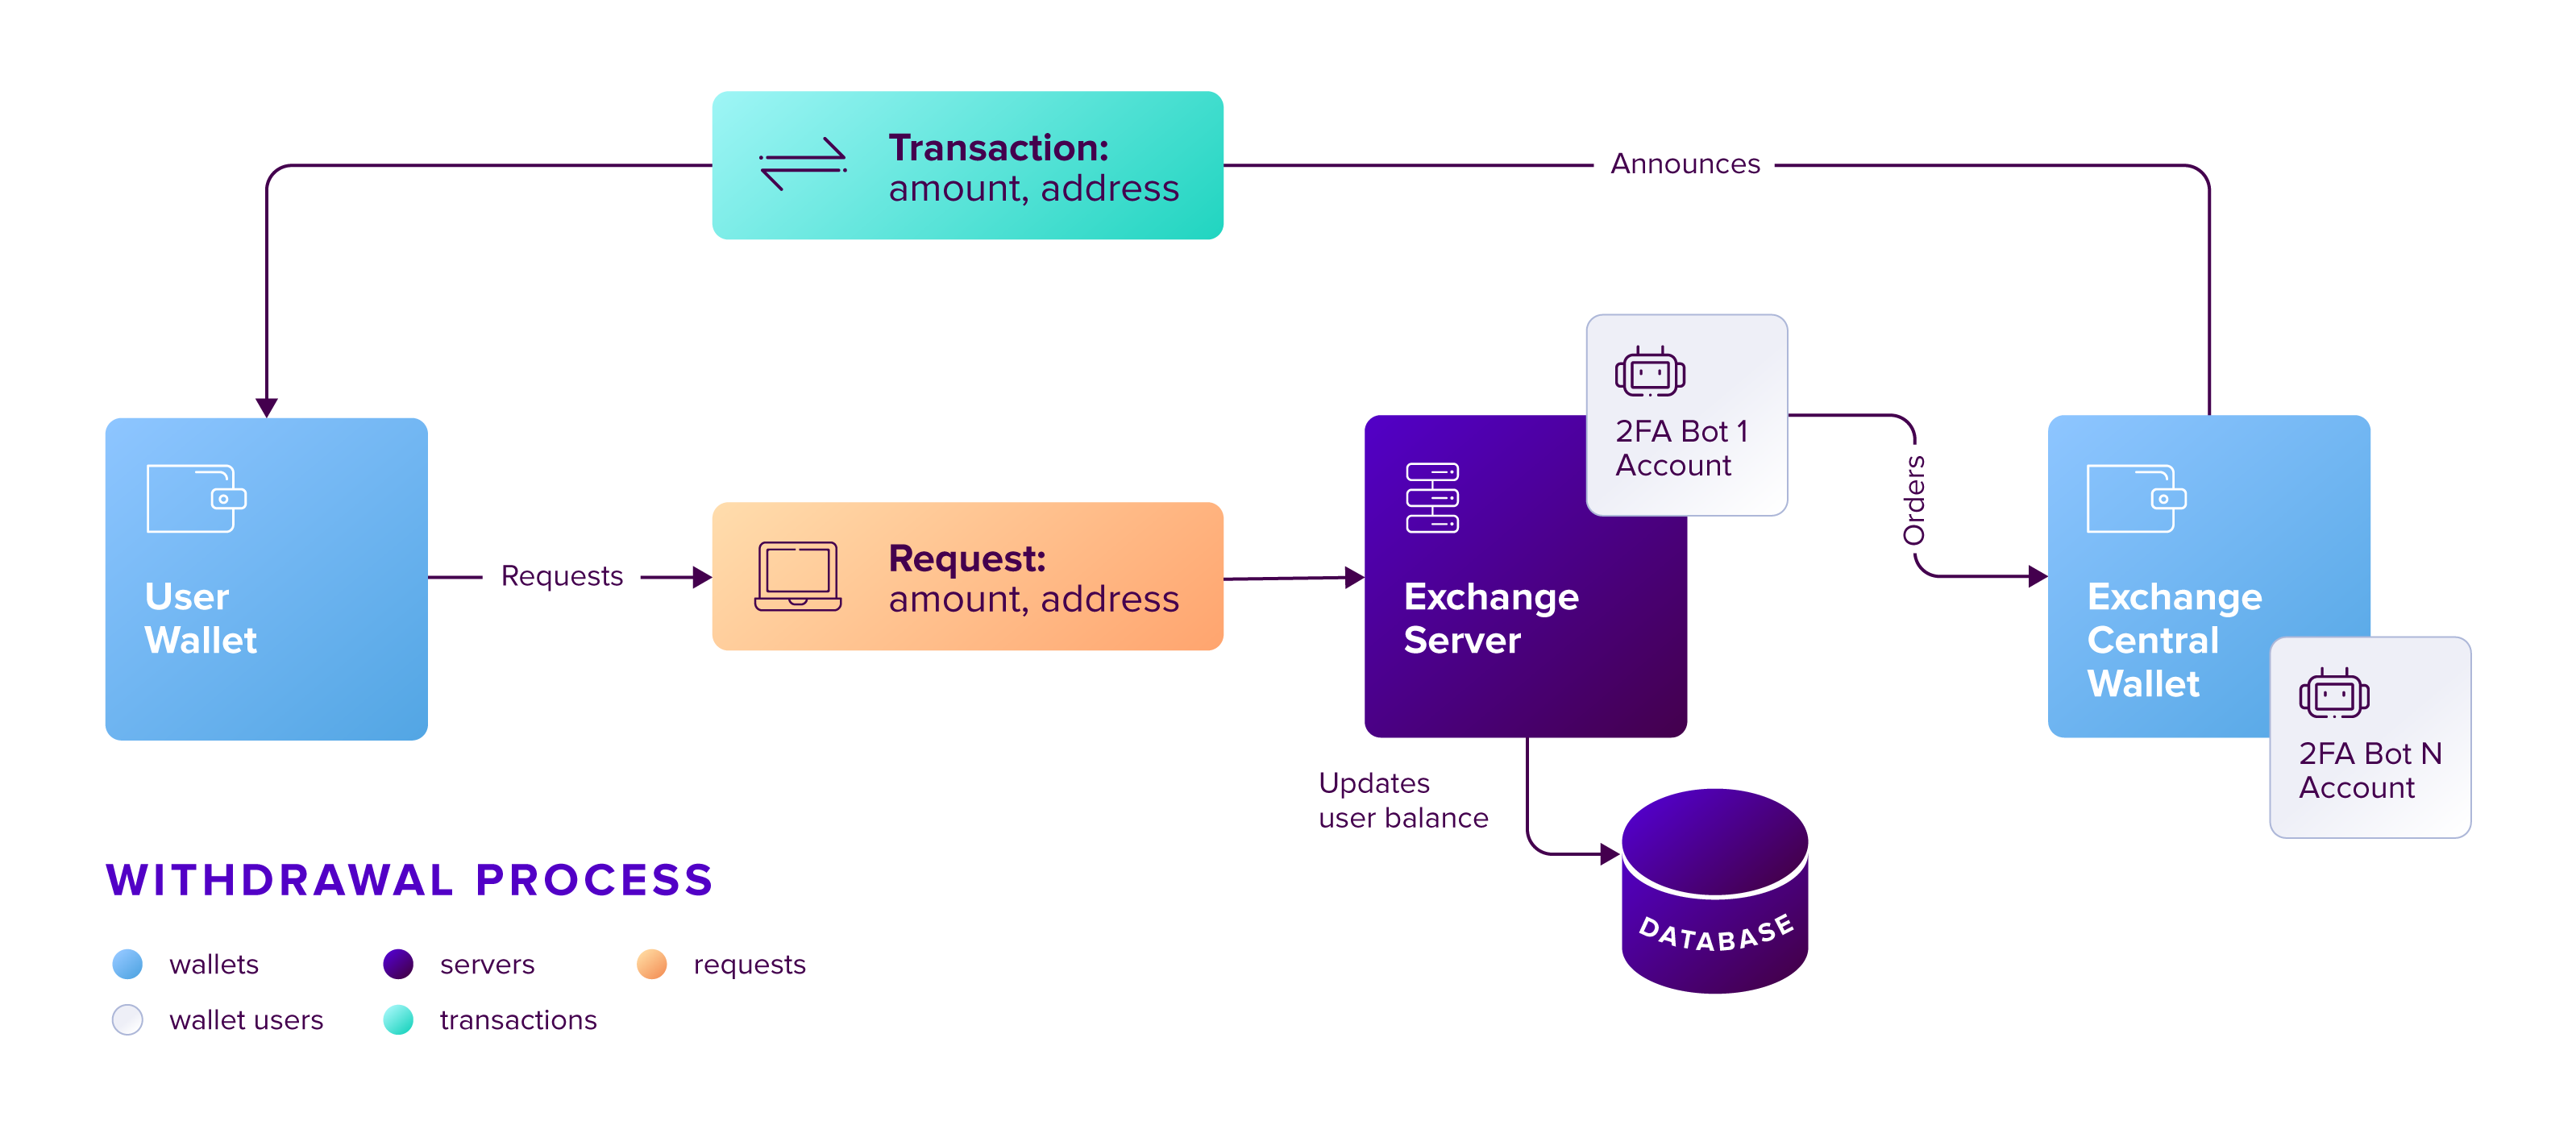 Transaction:
amount, address
Announces
2FA Bot 1
Account
Orders
User
Wallet
Requests
Request:
amount, address
Exchange
Server
Exchange
Central
Wallet
2FA Bot N
Account
Updates
user balance
DATABASE
WITHDRAWAL PROCESS
wallets
servers
requests
wallet users
transactions